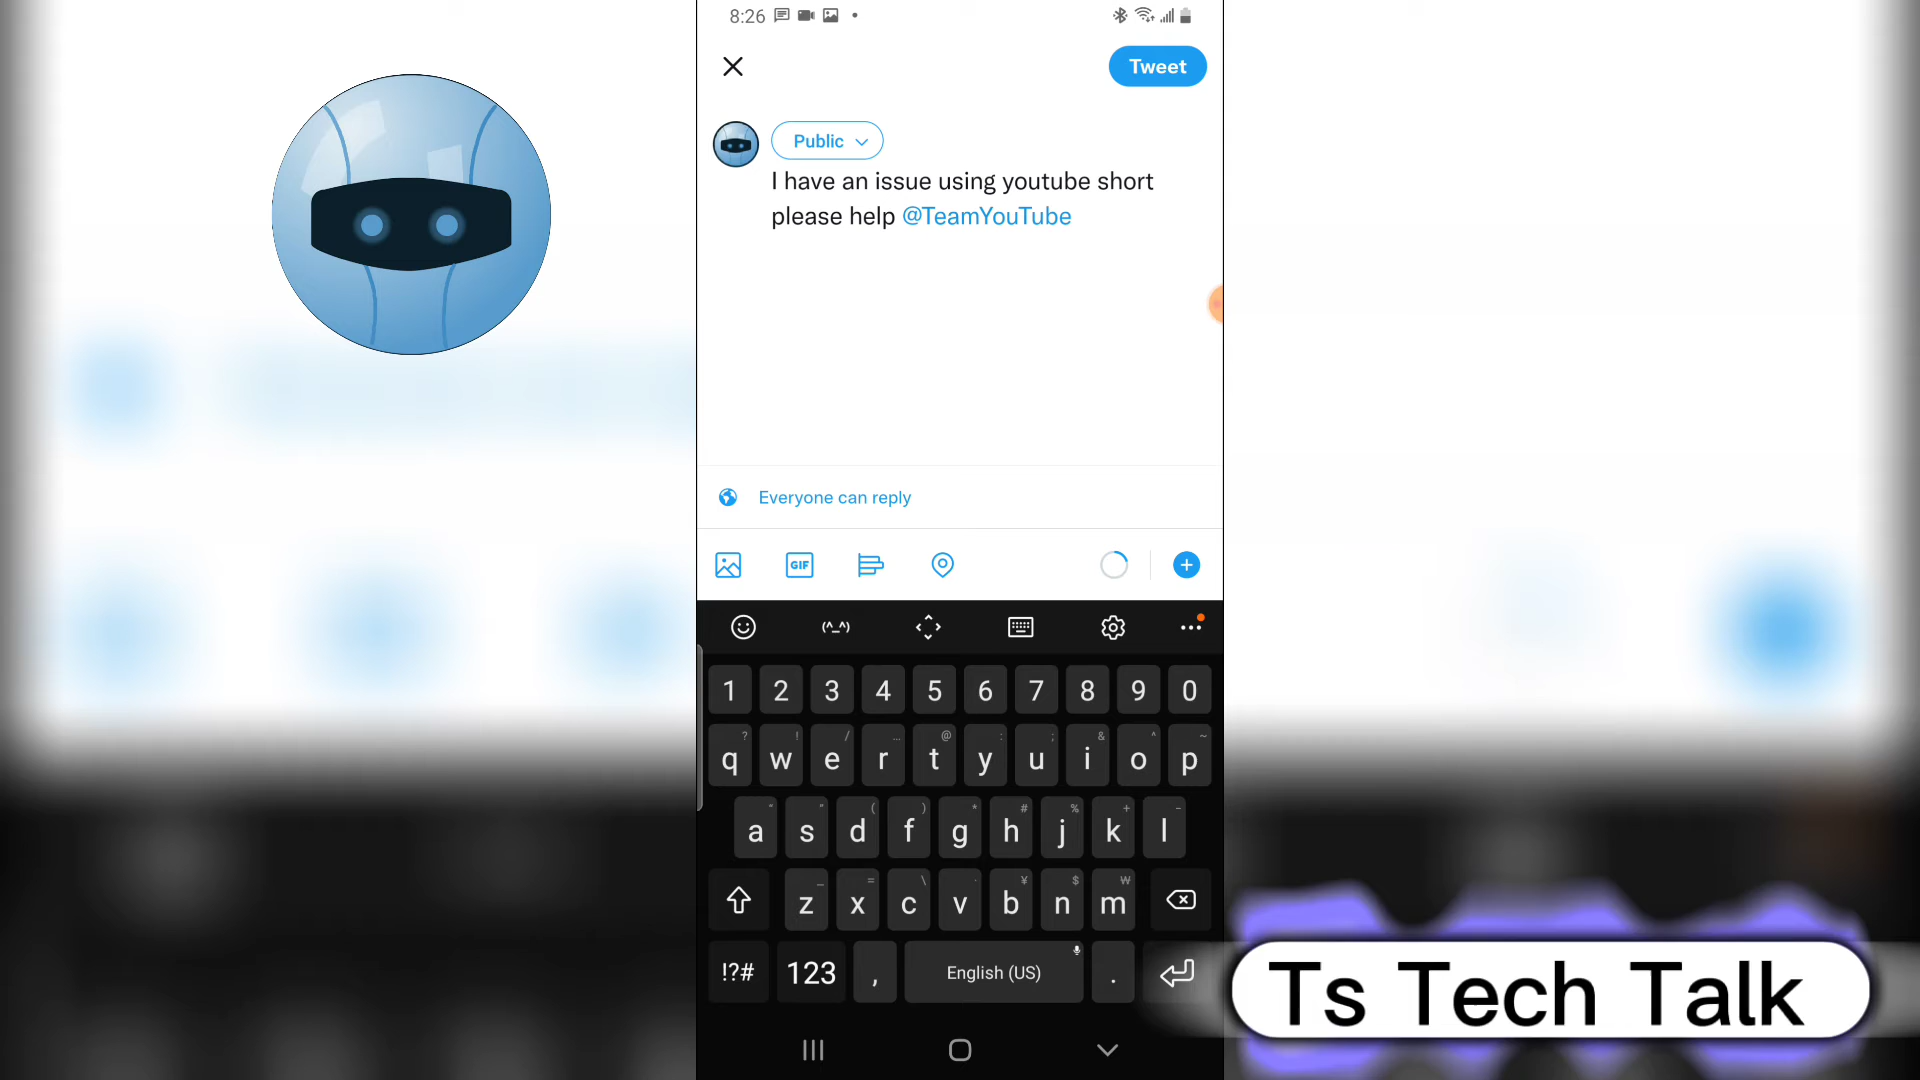 8:26
Tweet
Public
I have an issue using youtube short
please help @TeamYouTube
Everyone can reply
GIF
(^_^)
1 2 3 4 5 6 7 8 9 0
q w e r t y u i o p
a s d f g h j k l
z x c v b n m
!?# 123 , English (US) .
Ts Tech Talk